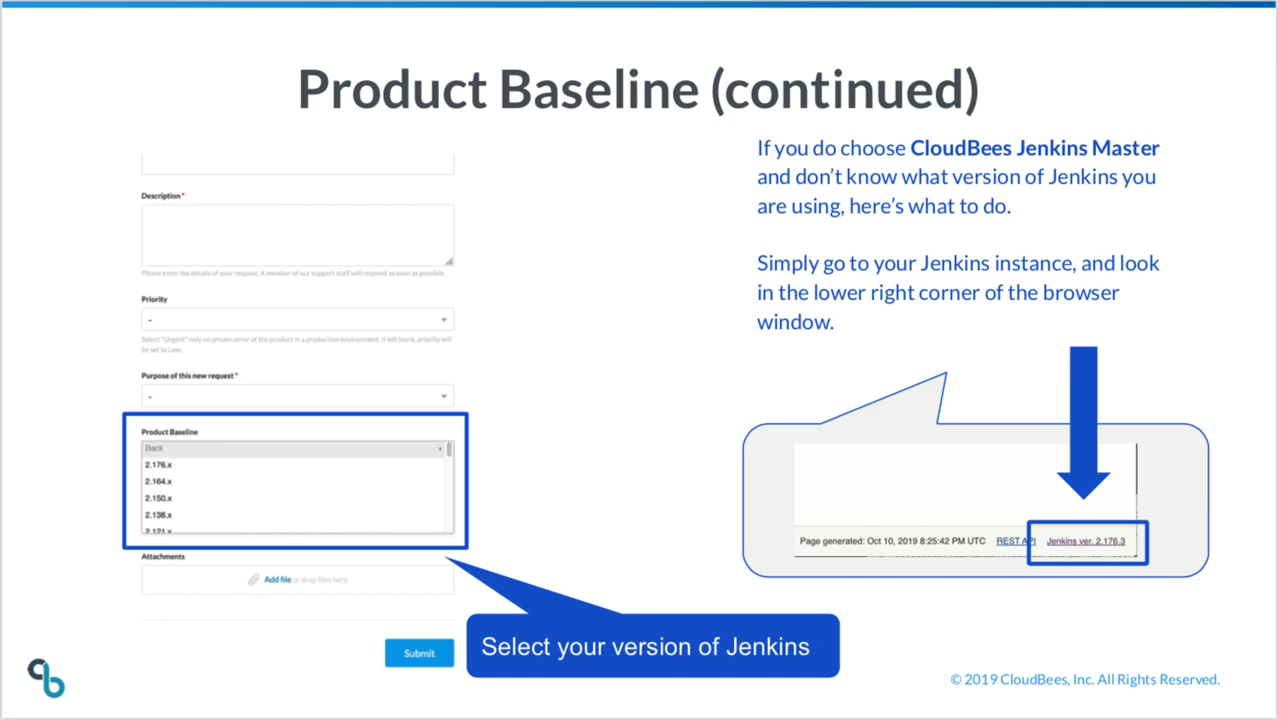 Product Baseline (continued)
Description *
Please enter the details of your request. A member of our support staff will respond as soon as possible.
Priority
-
Select "Urgent" only on proven error of the product in a production environment. If left blank, priority will
be set to Low.
Purpose of this new request *
-
Product Baseline
Back
2.176.x
2.164.x
2.150.x
2.138.x
2.121.x
Attachments
Add file or drop files here
Submit
Select your version of Jenkins
If you do choose CloudBees Jenkins Master
and don't know what version of Jenkins you
are using, here's what to do.
Simply go to your Jenkins instance, and look
in the lower right corner of the browser
window.
Page generated: Oct 10, 2019 8:25:42 PM UTC REST API Jenkins ver. 2.176.3
© 2019 CloudBees, Inc. All Rights Reserved.